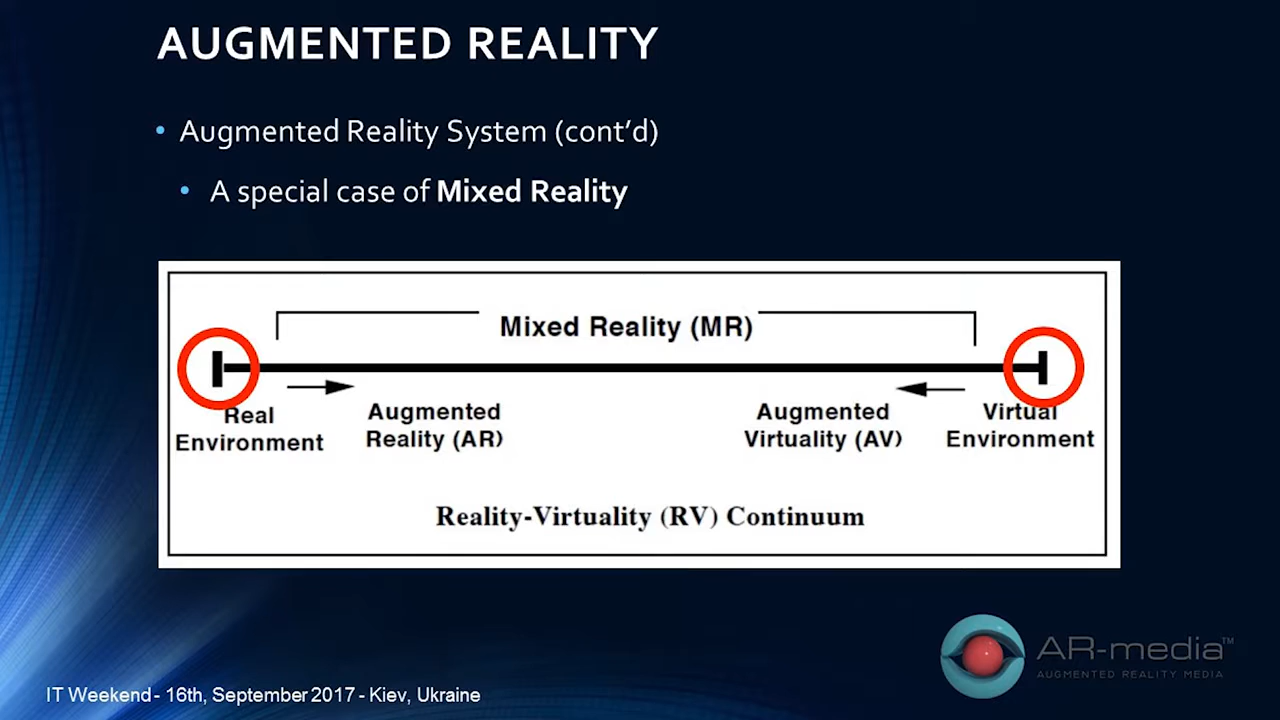 AUGMENTED REALITY
• Augmented Reality System (cont’d)
• A special case of Mixed Reality
Mixed Reality (MR)
Real Environment
Augmented Reality (AR)
Augmented Virtuality (AV)
Virtual Environment
Reality-Virtuality (RV) Continuum
AR-media™
AUGMENTED REALITY MEDIA
IT Weekend - 16th, September 2017 - Kiev, Ukraine